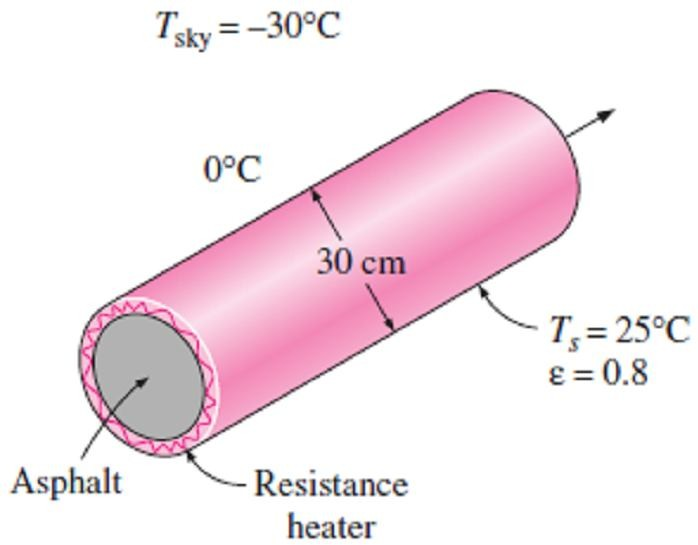 T_sky = –30°C
0°C
30 cm
T_s = 25°C
ε = 0.8
Asphalt
Resistance
heater